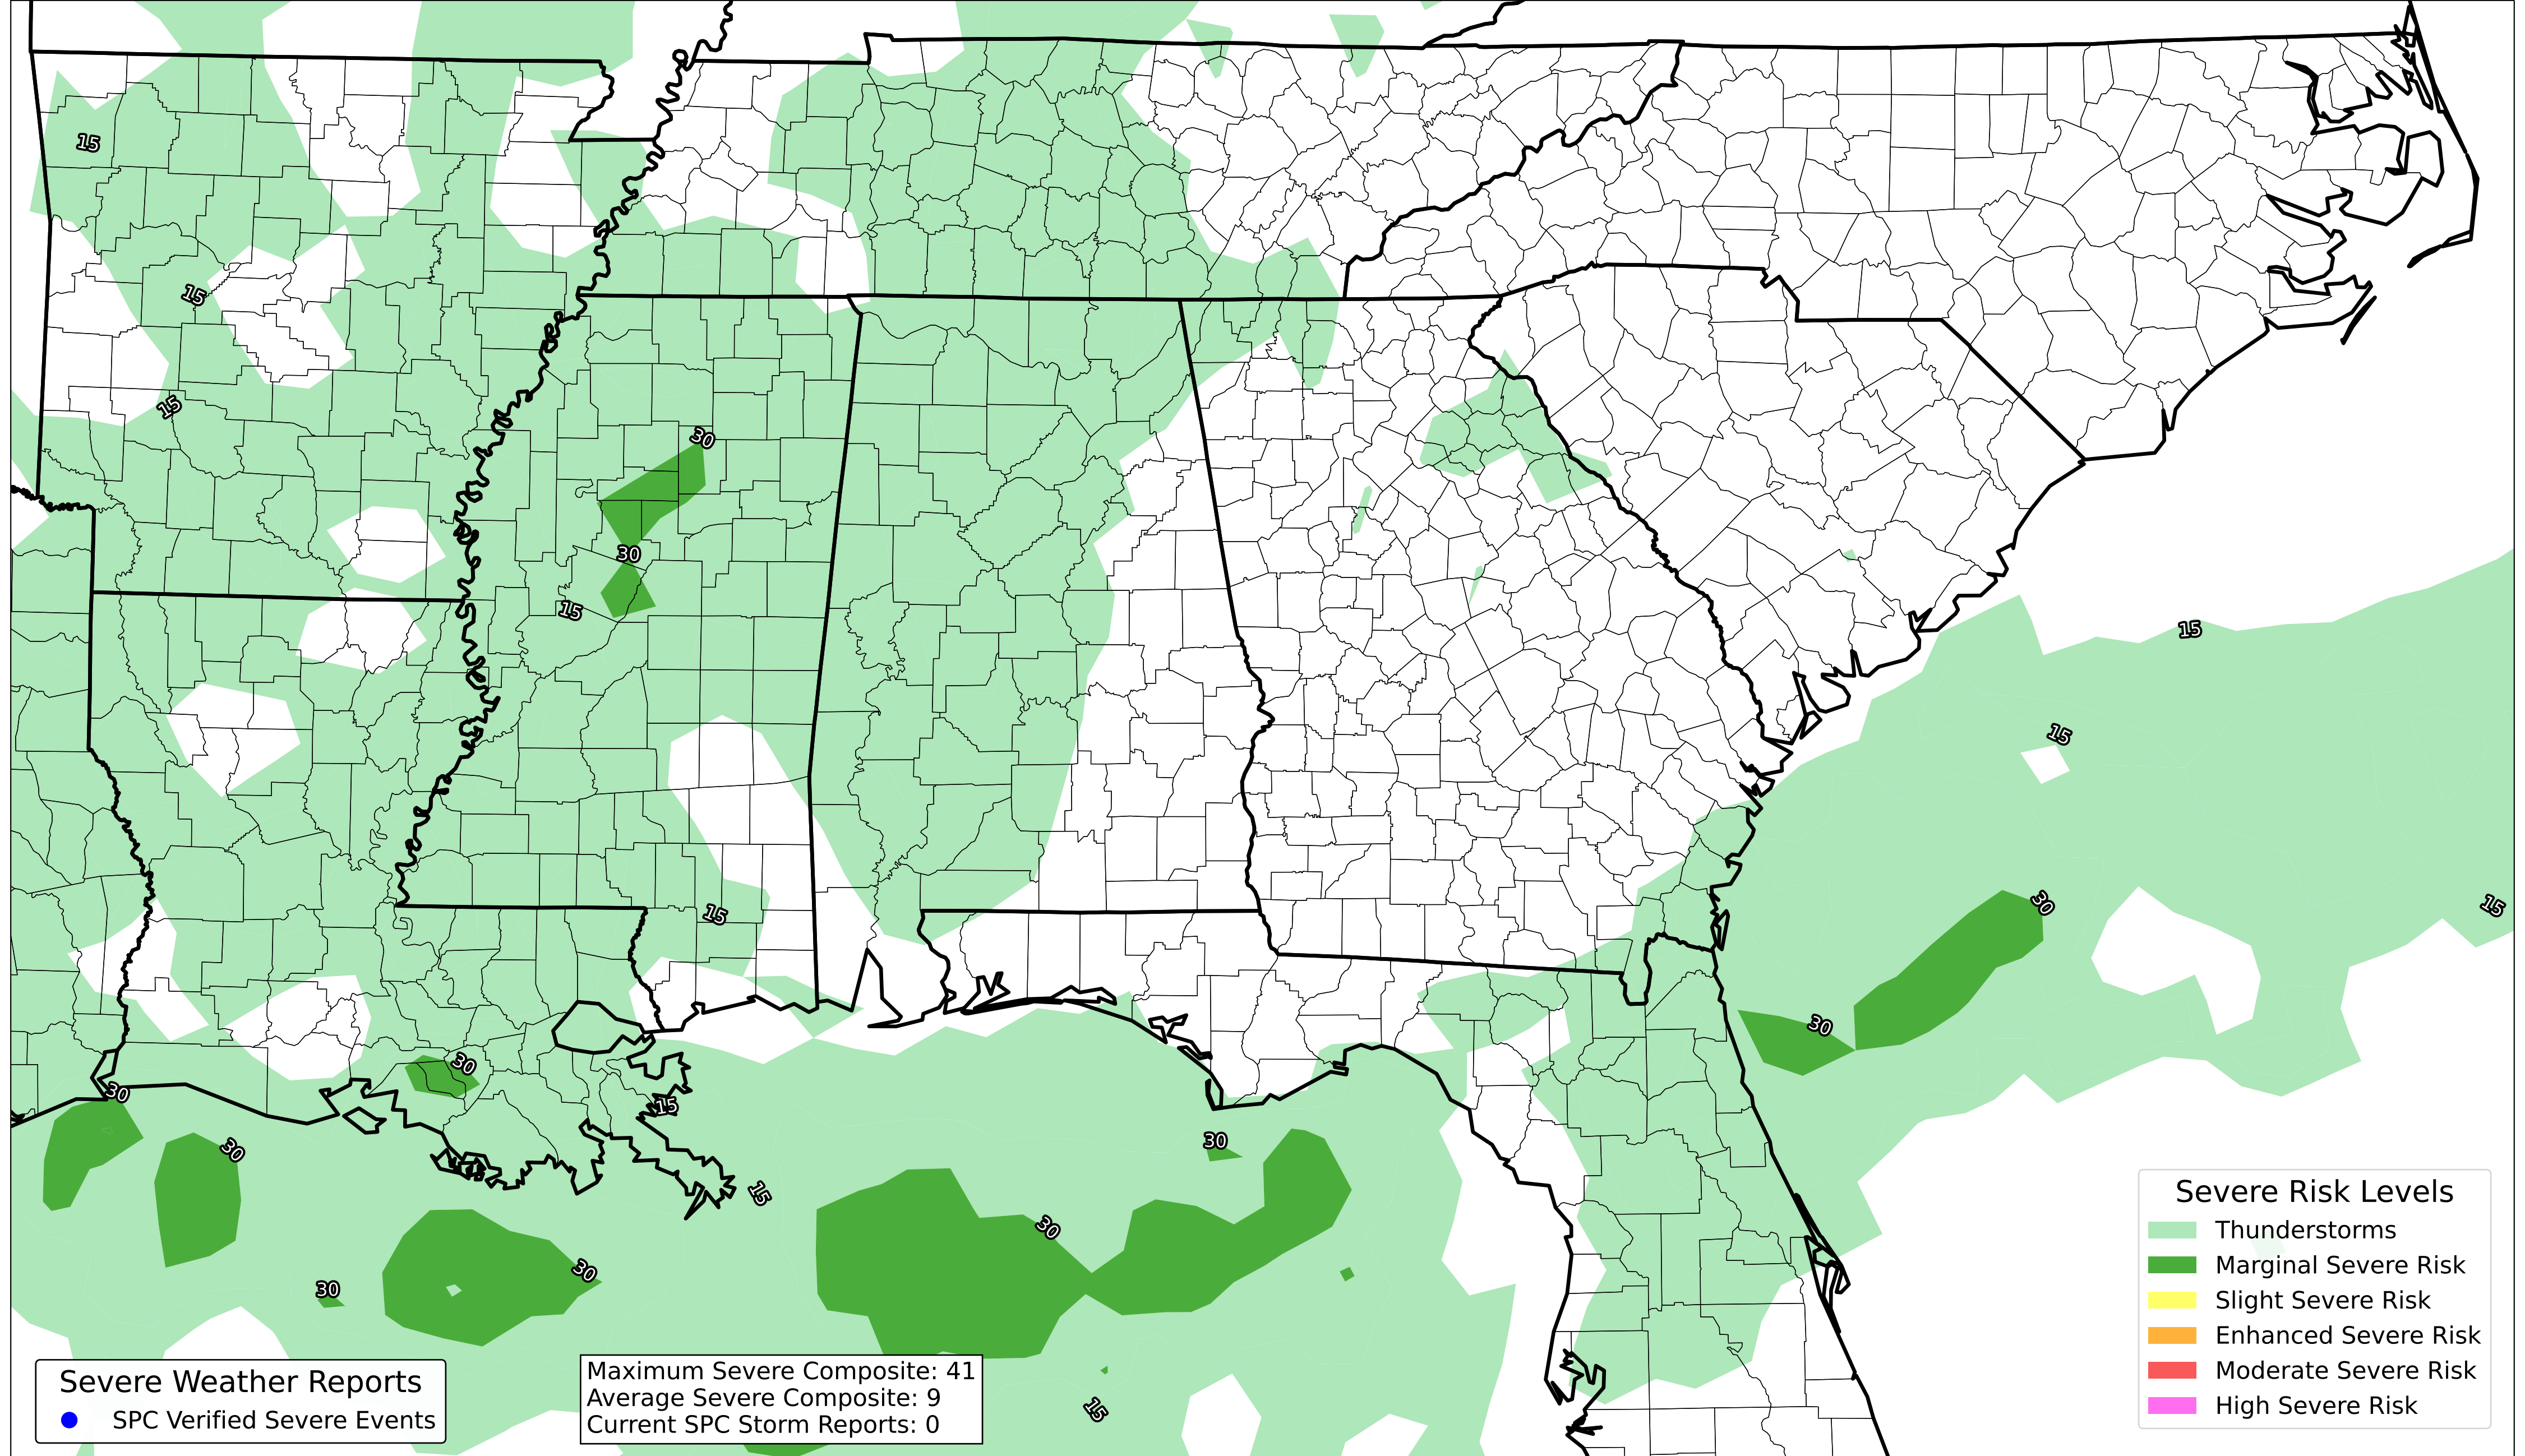 15
15
15
30
30
15
15
15
15
30
15
15
30
30
30
15
30
30
15
30
30
30
15
Severe Weather Reports
SPC Verified Severe Events
Maximum Severe Composite: 41
Average Severe Composite: 9
Current SPC Storm Reports: 0
Severe Risk Levels
Thunderstorms
Marginal Severe Risk
Slight Severe Risk
Enhanced Severe Risk
Moderate Severe Risk
High Severe Risk